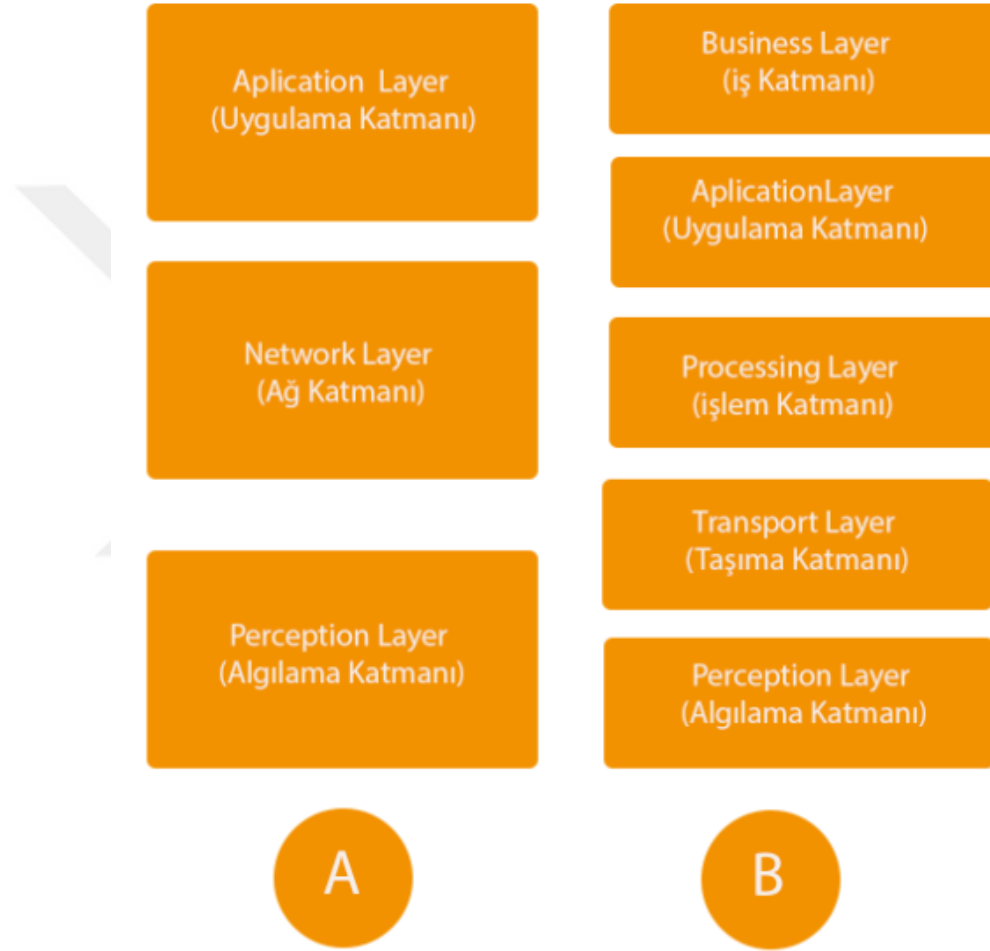 Aplication Layer
(Uygulama Katmanı)
Network Layer
(Ağ Katmanı)
Perception Layer
(Algılama Katmanı)
A
Business Layer
(iş Katmanı)
AplicationLayer
(Uygulama Katmanı)
Processing Layer
(işlem Katmanı)
Transport Layer
(Taşıma Katmanı)
Perception Layer
(Algılama Katmanı)
B